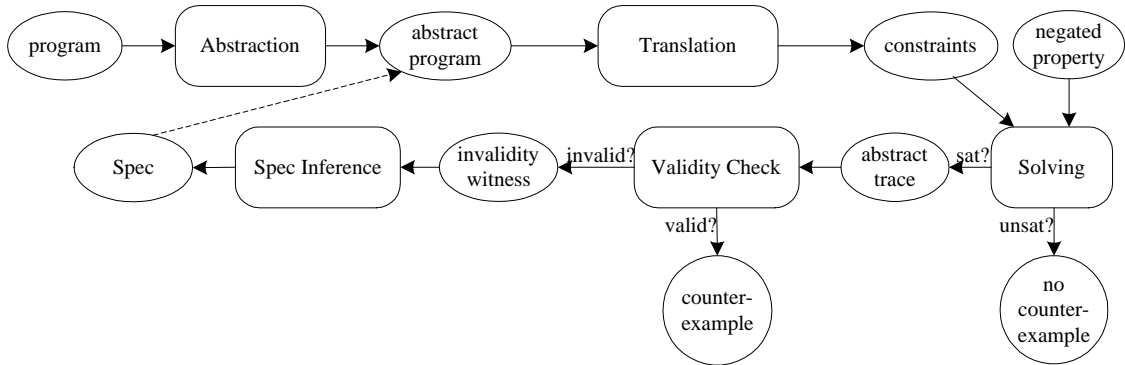 program
Abstraction
abstract
program
Translation
constraints
negated
property
Spec
Spec Inference
invalidity
witness
invalid?
Validity Check
abstract
trace
sat?
Solving
valid?
unsat?
counter-
example
no
counter-
example